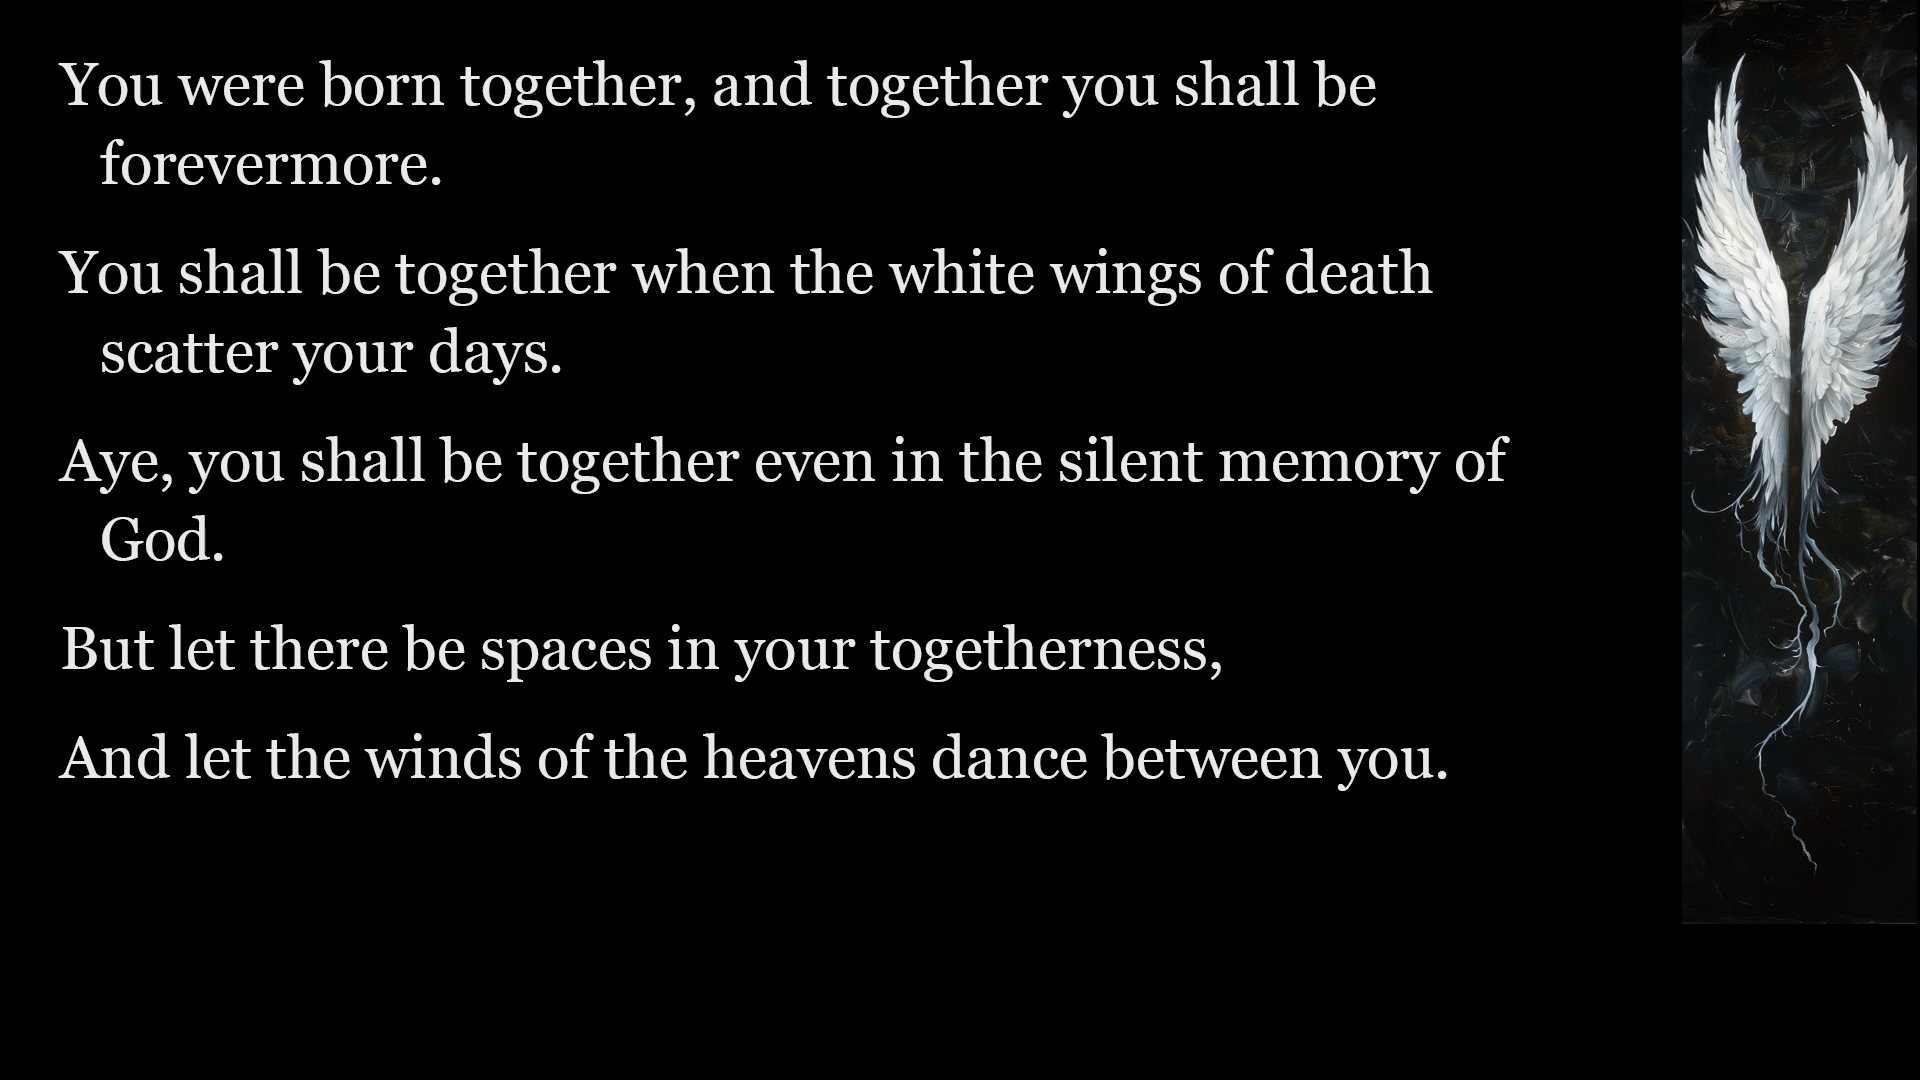 You were born together, and together you shall be
forevermore.
You shall be together when the white wings of death
scatter your days.
Aye, you shall be together even in the silent memory of
God.
But let there be spaces in your togetherness,
And let the winds of the heavens dance between you.